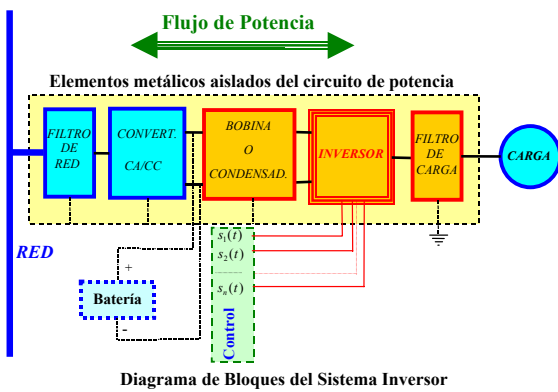 Flujo de Potencia
Elementos metálicos aislados del circuito de potencia
FILTRO
DE
RED
CONVERT.
CA/CC
BOBINA
O
CONDENSAD.
INVERSOR
FILTRO
DE
CARGA
CARGA
RED
+
Batería
-
s₁(t)
s₂(t)
sₙ(t)
Control
Diagrama de Bloques del Sistema Inversor